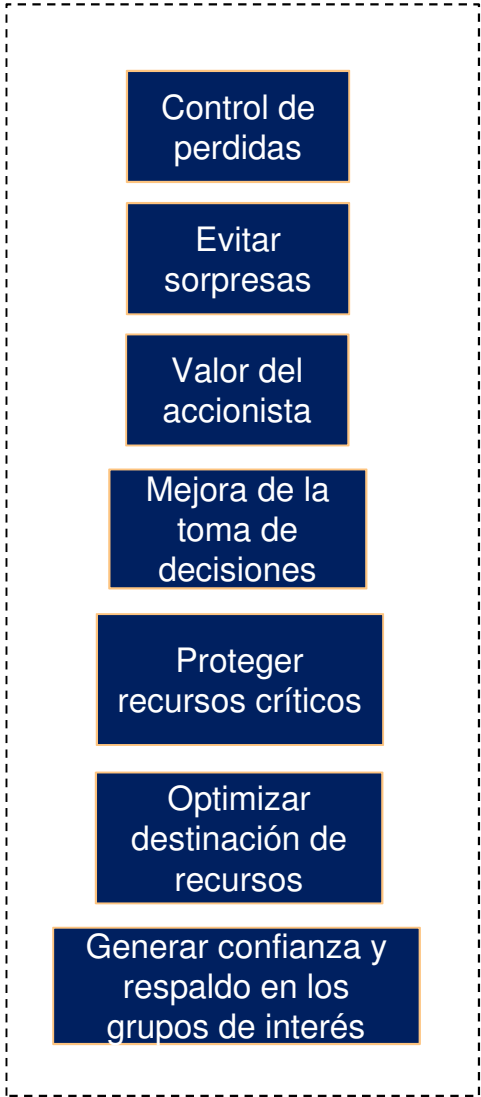 Control de
perdidas
Evitar
sorpresas
Valor del
accionista
Mejora de la
toma de
decisiones
Proteger
recursos críticos
Optimizar
destinación de
recursos
Generar confianza y
respaldo en los
grupos de interés